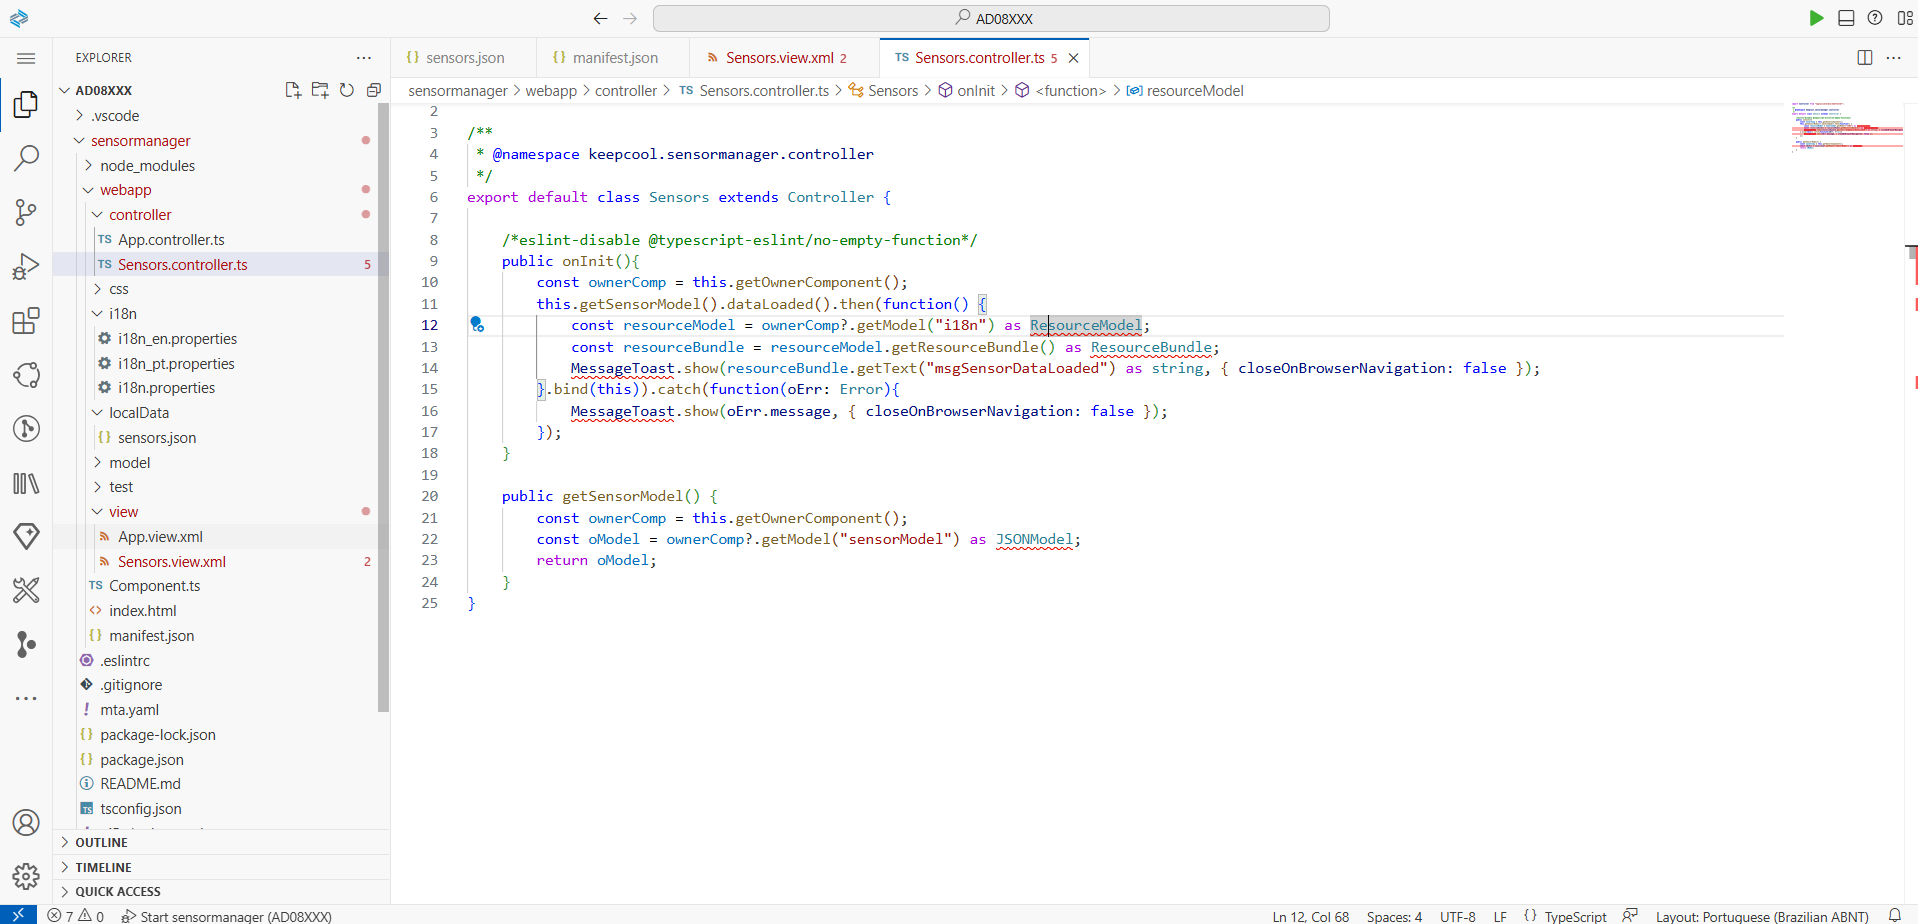 AD08XXX
EXPLORER
AD08XXX
.vscode
sensormanager
node_modules
webapp
controller
TS App.controller.ts
TS Sensors.controller.ts 5
css
i18n
i18n_en.properties
i18n_pt.properties
i18n.properties
localData
{} sensors.json
model
test
view
App.view.xml
Sensors.view.xml 2
TS Component.ts
<> index.html
{} manifest.json
.eslintrc
.gitignore
! mta.yaml
{} package-lock.json
{} package.json
README.md
TS tsconfig.json
OUTLINE
TIMELINE
QUICK ACCESS
{} sensors.json
{} manifest.json
Sensors.view.xml 2
TS Sensors.controller.ts 5
sensormanager > webapp > controller > TS Sensors.controller.ts > Sensors > onInit > <function> > resourceModel
2
3 /**
4  * @namespace keepcool.sensormanager.controller
5  */
6 export default class Sensors extends Controller {
7
8     /*eslint-disable @typescript-eslint/no-empty-function*/
9     public onInit(){
10         const ownerComp = this.getOwnerComponent();
11         this.getSensorModel().dataLoaded().then(function() {
12             const resourceModel = ownerComp?.getModel("i18n") as ResourceModel;
13             const resourceBundle = resourceModel.getResourceBundle() as ResourceBundle;
14             MessageToast.show(resourceBundle.getText("msgSensorDataLoaded") as string, { closeOnBrowserNavigation: false });
15         }.bind(this)).catch(function(oErr: Error){
16             MessageToast.show(oErr.message, { closeOnBrowserNavigation: false });
17         });
18     }
19
20     public getSensorModel() {
21         const ownerComp = this.getOwnerComponent();
22         const oModel = ownerComp?.getModel("sensorModel") as JSONModel;
23         return oModel;
24     }
25 }
7 0 Start sensormanager (AD08XXX)
Ln 12, Col 68 Spaces: 4 UTF-8 LF {} TypeScript Layout: Portuguese (Brazilian ABNT)